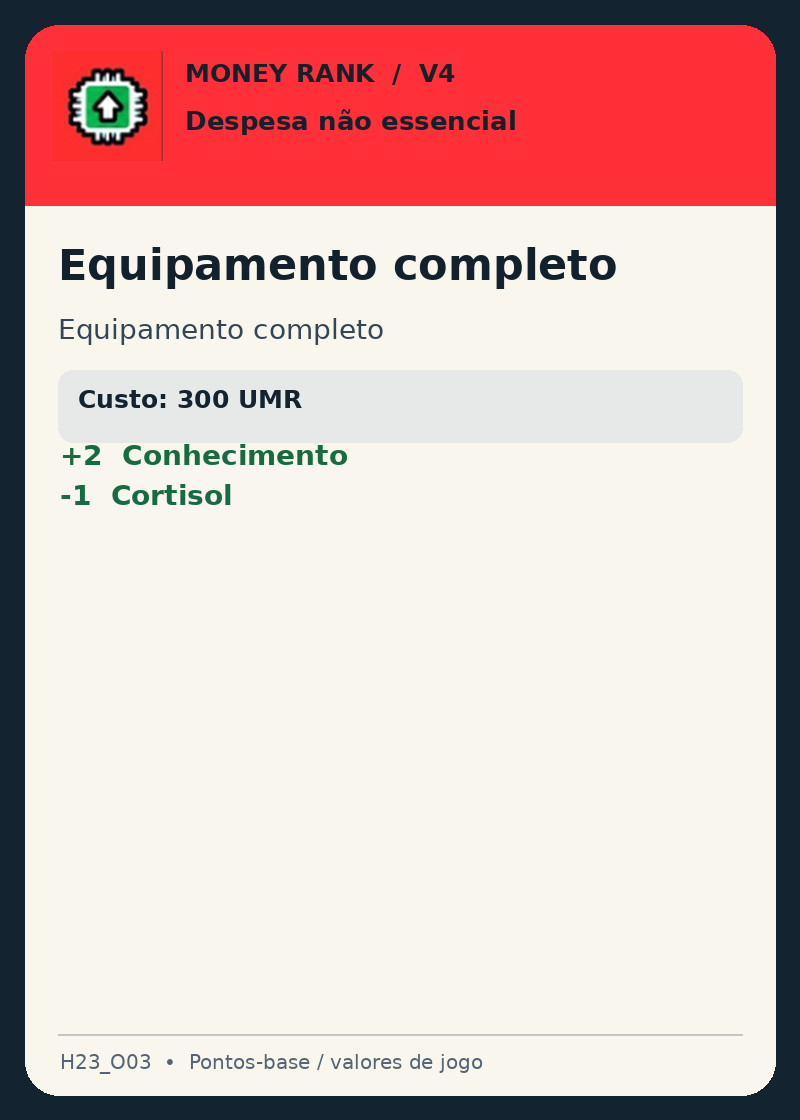 MONEY RANK / V4
Despesa não essencial
Equipamento completo
Equipamento completo
Custo: 300 UMR
+2 Conhecimento
-1 Cortisol
H23_O03 • Pontos-base / valores de jogo